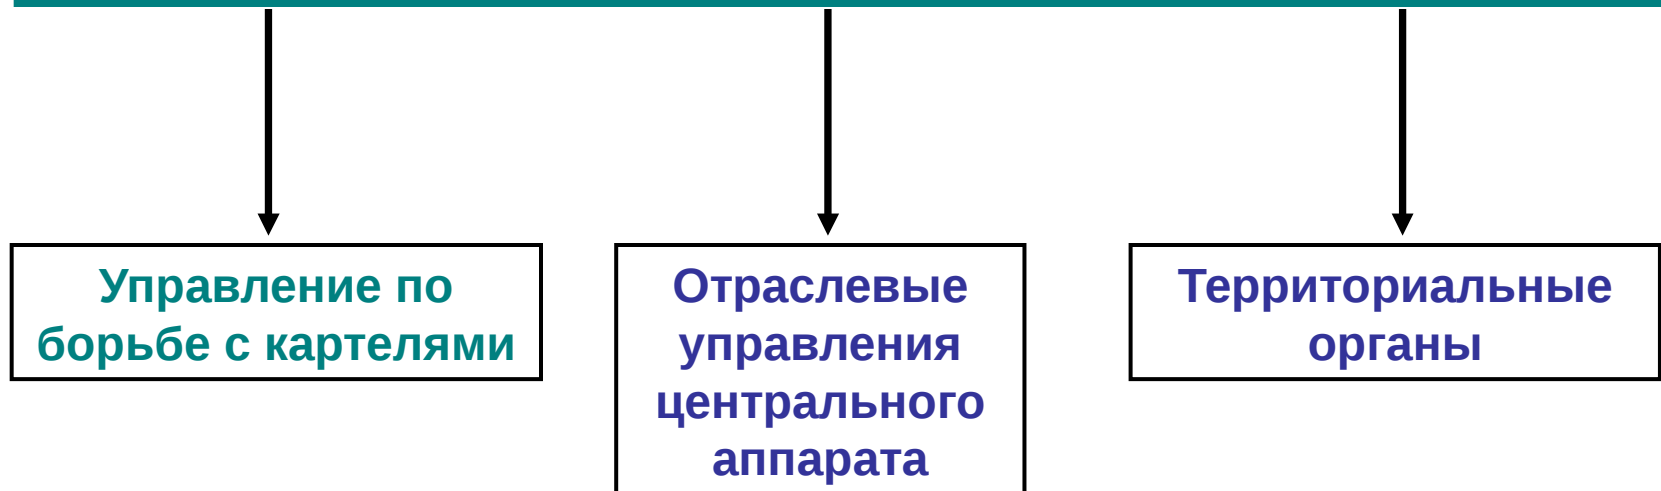 Управление по
борьбе с картелями
Отраслевые
управления
центрального
аппарата
Территориальные
органы